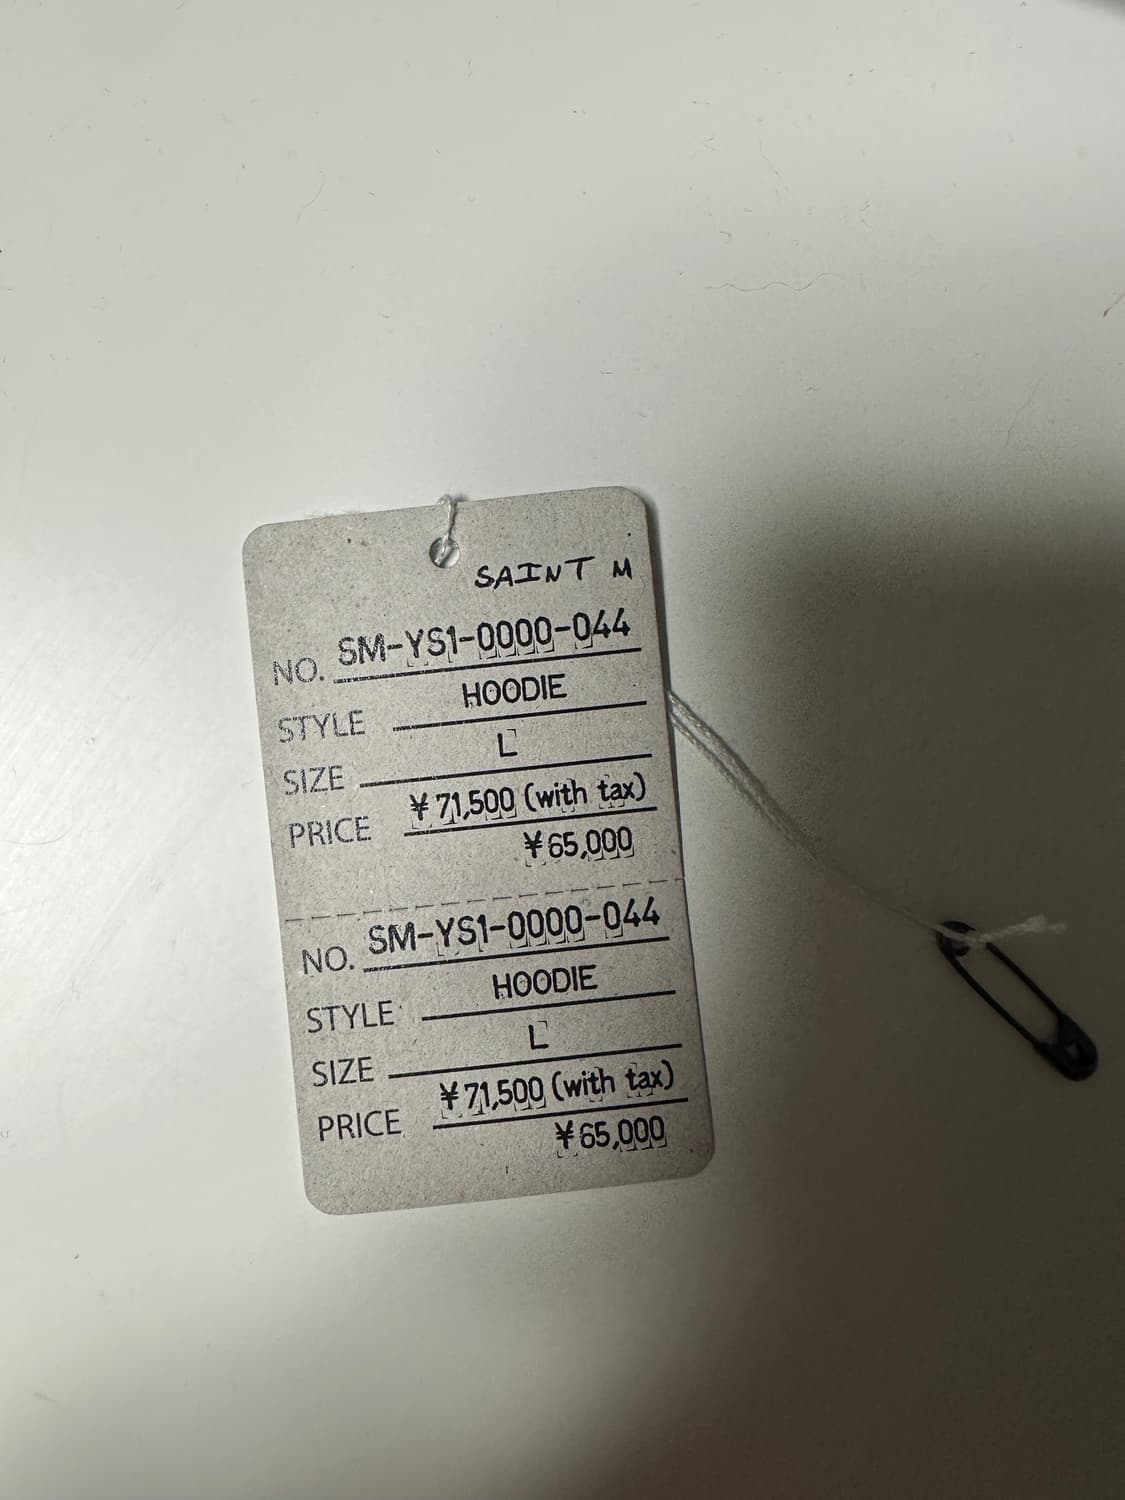 SAINT M
NO. SM-YS1-0000-044
STYLE HOODIE
SIZE L
PRICE ¥71,500 (with tax)
¥65,000
NO. SM-YS1-0000-044
STYLE HOODIE
SIZE L
PRICE ¥71,500 (with tax)
¥65,000